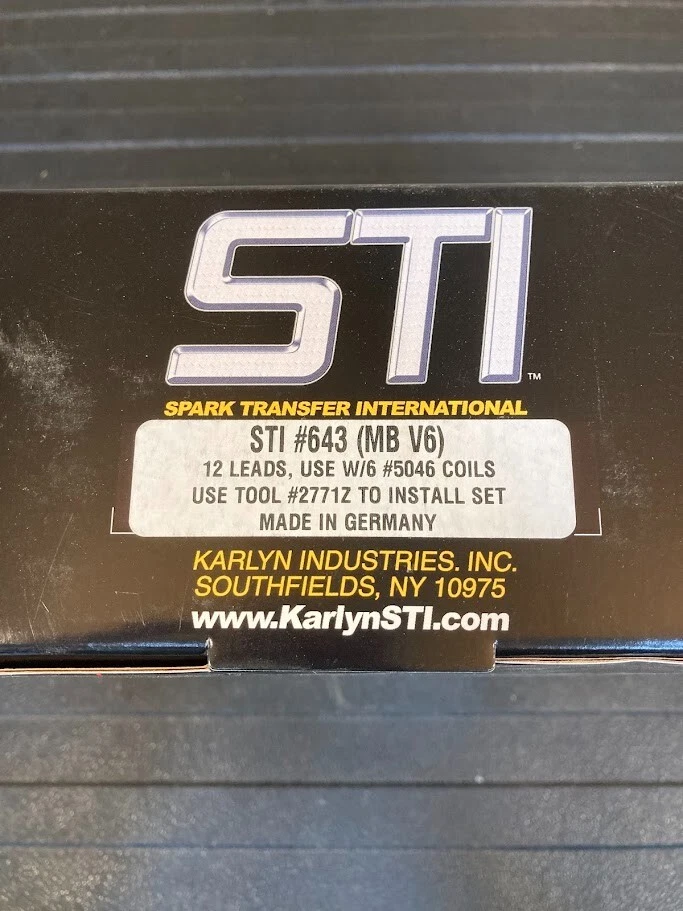 STI
™
SPARK TRANSFER INTERNATIONAL
STI #643 (MB V6)
12 LEADS, USE W/6 #5046 COILS
USE TOOL #2771Z TO INSTALL SET
MADE IN GERMANY
KARLYN INDUSTRIES. INC.
SOUTHFIELDS, NY 10975
www.KarlynSTI.com